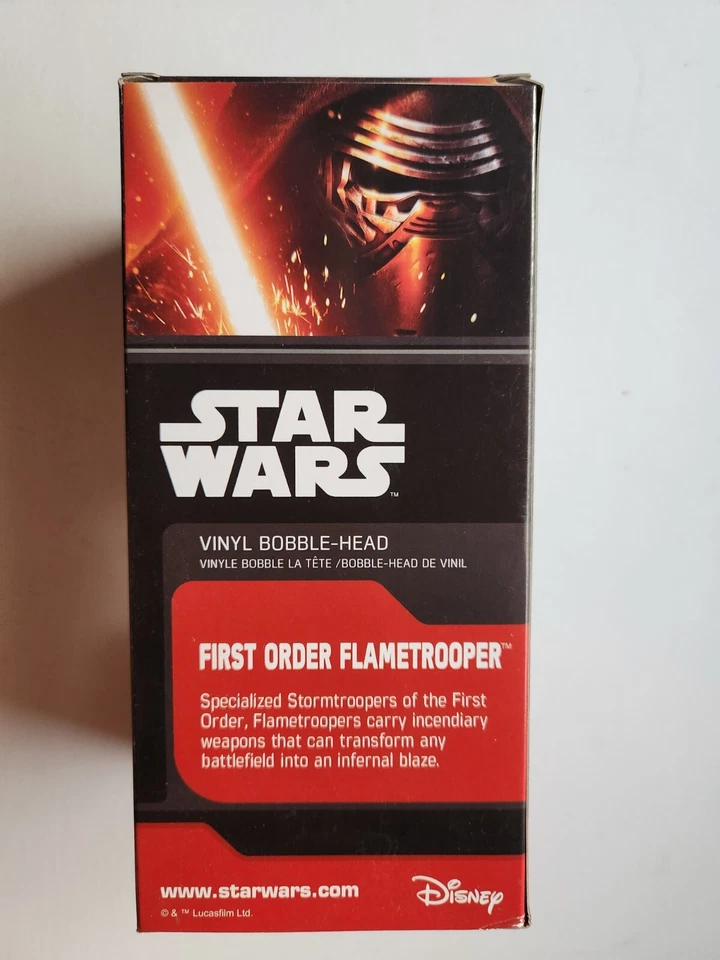 STAR
WARS™
VINYL BOBBLE-HEAD
VINYLE BOBBLE LA TÊTE /BOBBLE-HEAD DE VINIL
FIRST ORDER FLAMETROOPER™
Specialized Stormtroopers of the First
Order, Flametroopers carry incendiary
weapons that can transform any
battlefield into an infernal blaze.
www.starwars.com
Disney
© & ™ Lucasfilm Ltd.